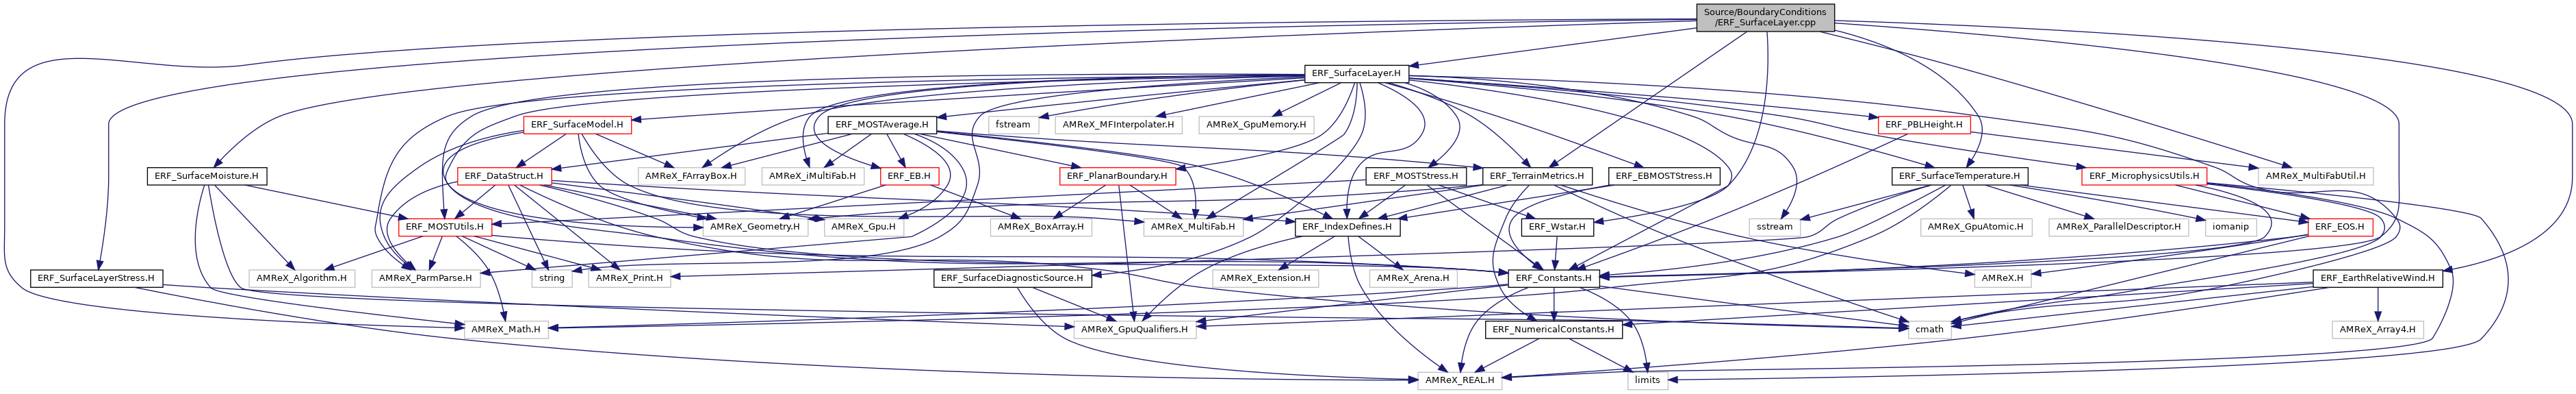 Source/BoundaryConditions
/ERF_SurfaceLayer.cpp
ERF_SurfaceLayer.H
ERF_SurfaceModel.H
ERF_MOSTAverage.H
fstream
AMReX_MFInterpolater.H
AMReX_GpuMemory.H
ERF_PBLHeight.H
ERF_SurfaceMoisture.H
ERF_DataStruct.H
AMReX_FArrayBox.H
AMReX_iMultiFab.H
ERF_EB.H
ERF_PlanarBoundary.H
ERF_MOSTStress.H
ERF_TerrainMetrics.H
ERF_EBMOSTStress.H
ERF_SurfaceTemperature.H
ERF_MicrophysicsUtils.H
AMReX_MultiFabUtil.H
ERF_MOSTUtils.H
AMReX_Geometry.H
AMReX_Gpu.H
AMReX_BoxArray.H
AMReX_MultiFab.H
ERF_IndexDefines.H
ERF_Wstar.H
sstream
AMReX_GpuAtomic.H
AMReX_ParallelDescriptor.H
iomanip
ERF_EOS.H
ERF_SurfaceLayerStress.H
AMReX_Algorithm.H
AMReX_ParmParse.H
string
AMReX_Print.H
ERF_SurfaceDiagnosticSource.H
AMReX_Extension.H
AMReX_Arena.H
ERF_Constants.H
AMReX.H
ERF_EarthRelativeWind.H
AMReX_Math.H
AMReX_GpuQualifiers.H
ERF_NumericalConstants.H
cmath
AMReX_Array4.H
AMReX_REAL.H
limits